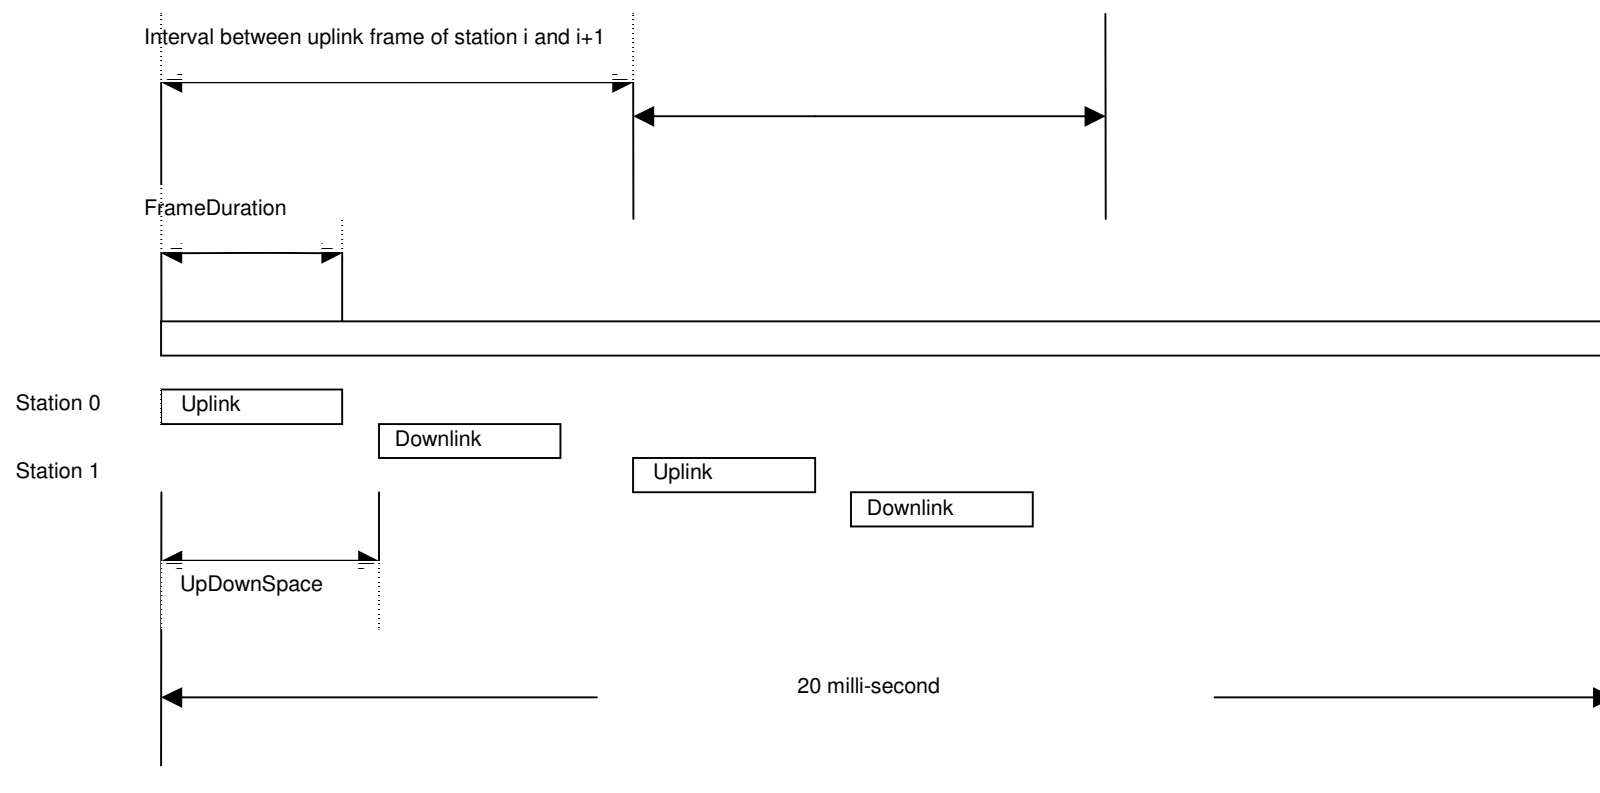 Interval between uplink frame of station i and i+1
FrameDuration
Station 0
Uplink
Downlink
Station 1
Uplink
Downlink
UpDownSpace
20 milli-second